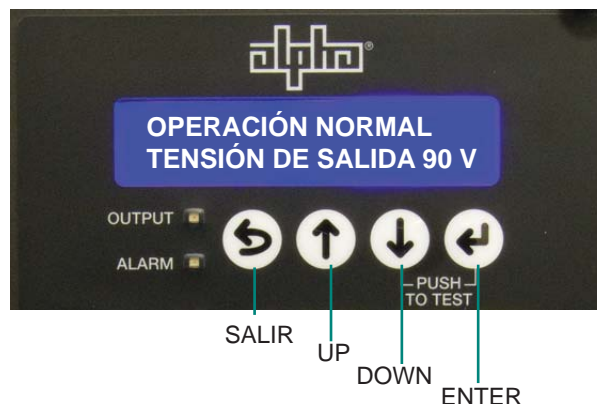 alpha®
OPERACIÓN NORMAL
TENSIÓN DE SALIDA 90 V
OUTPUT
ALARM
PUSH
TO TEST
SALIR
UP
DOWN
ENTER